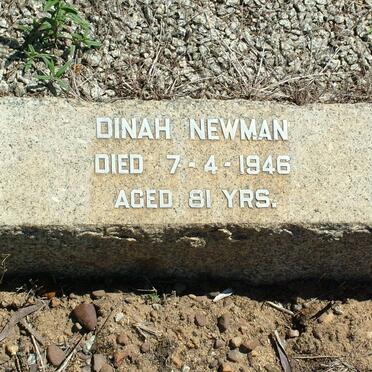 DINAH NEWMAN
DIED 7-4-1946
AGED 81 YRS.